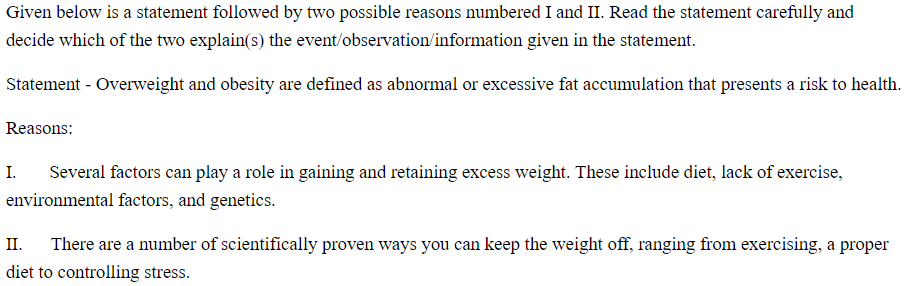 Given below is a statement followed by two possible reasons numbered I and II. Read the statement carefully and
decide which of the two explain(s) the event/observation/information given in the statement.
Statement - Overweight and obesity are defined as abnormal or excessive fat accumulation that presents a risk to health.
Reasons:
I. Several factors can play a role in gaining and retaining excess weight. These include diet, lack of exercise,
environmental factors, and genetics.
II. There are a number of scientifically proven ways you can keep the weight off, ranging from exercising, a proper
diet to controlling stress.